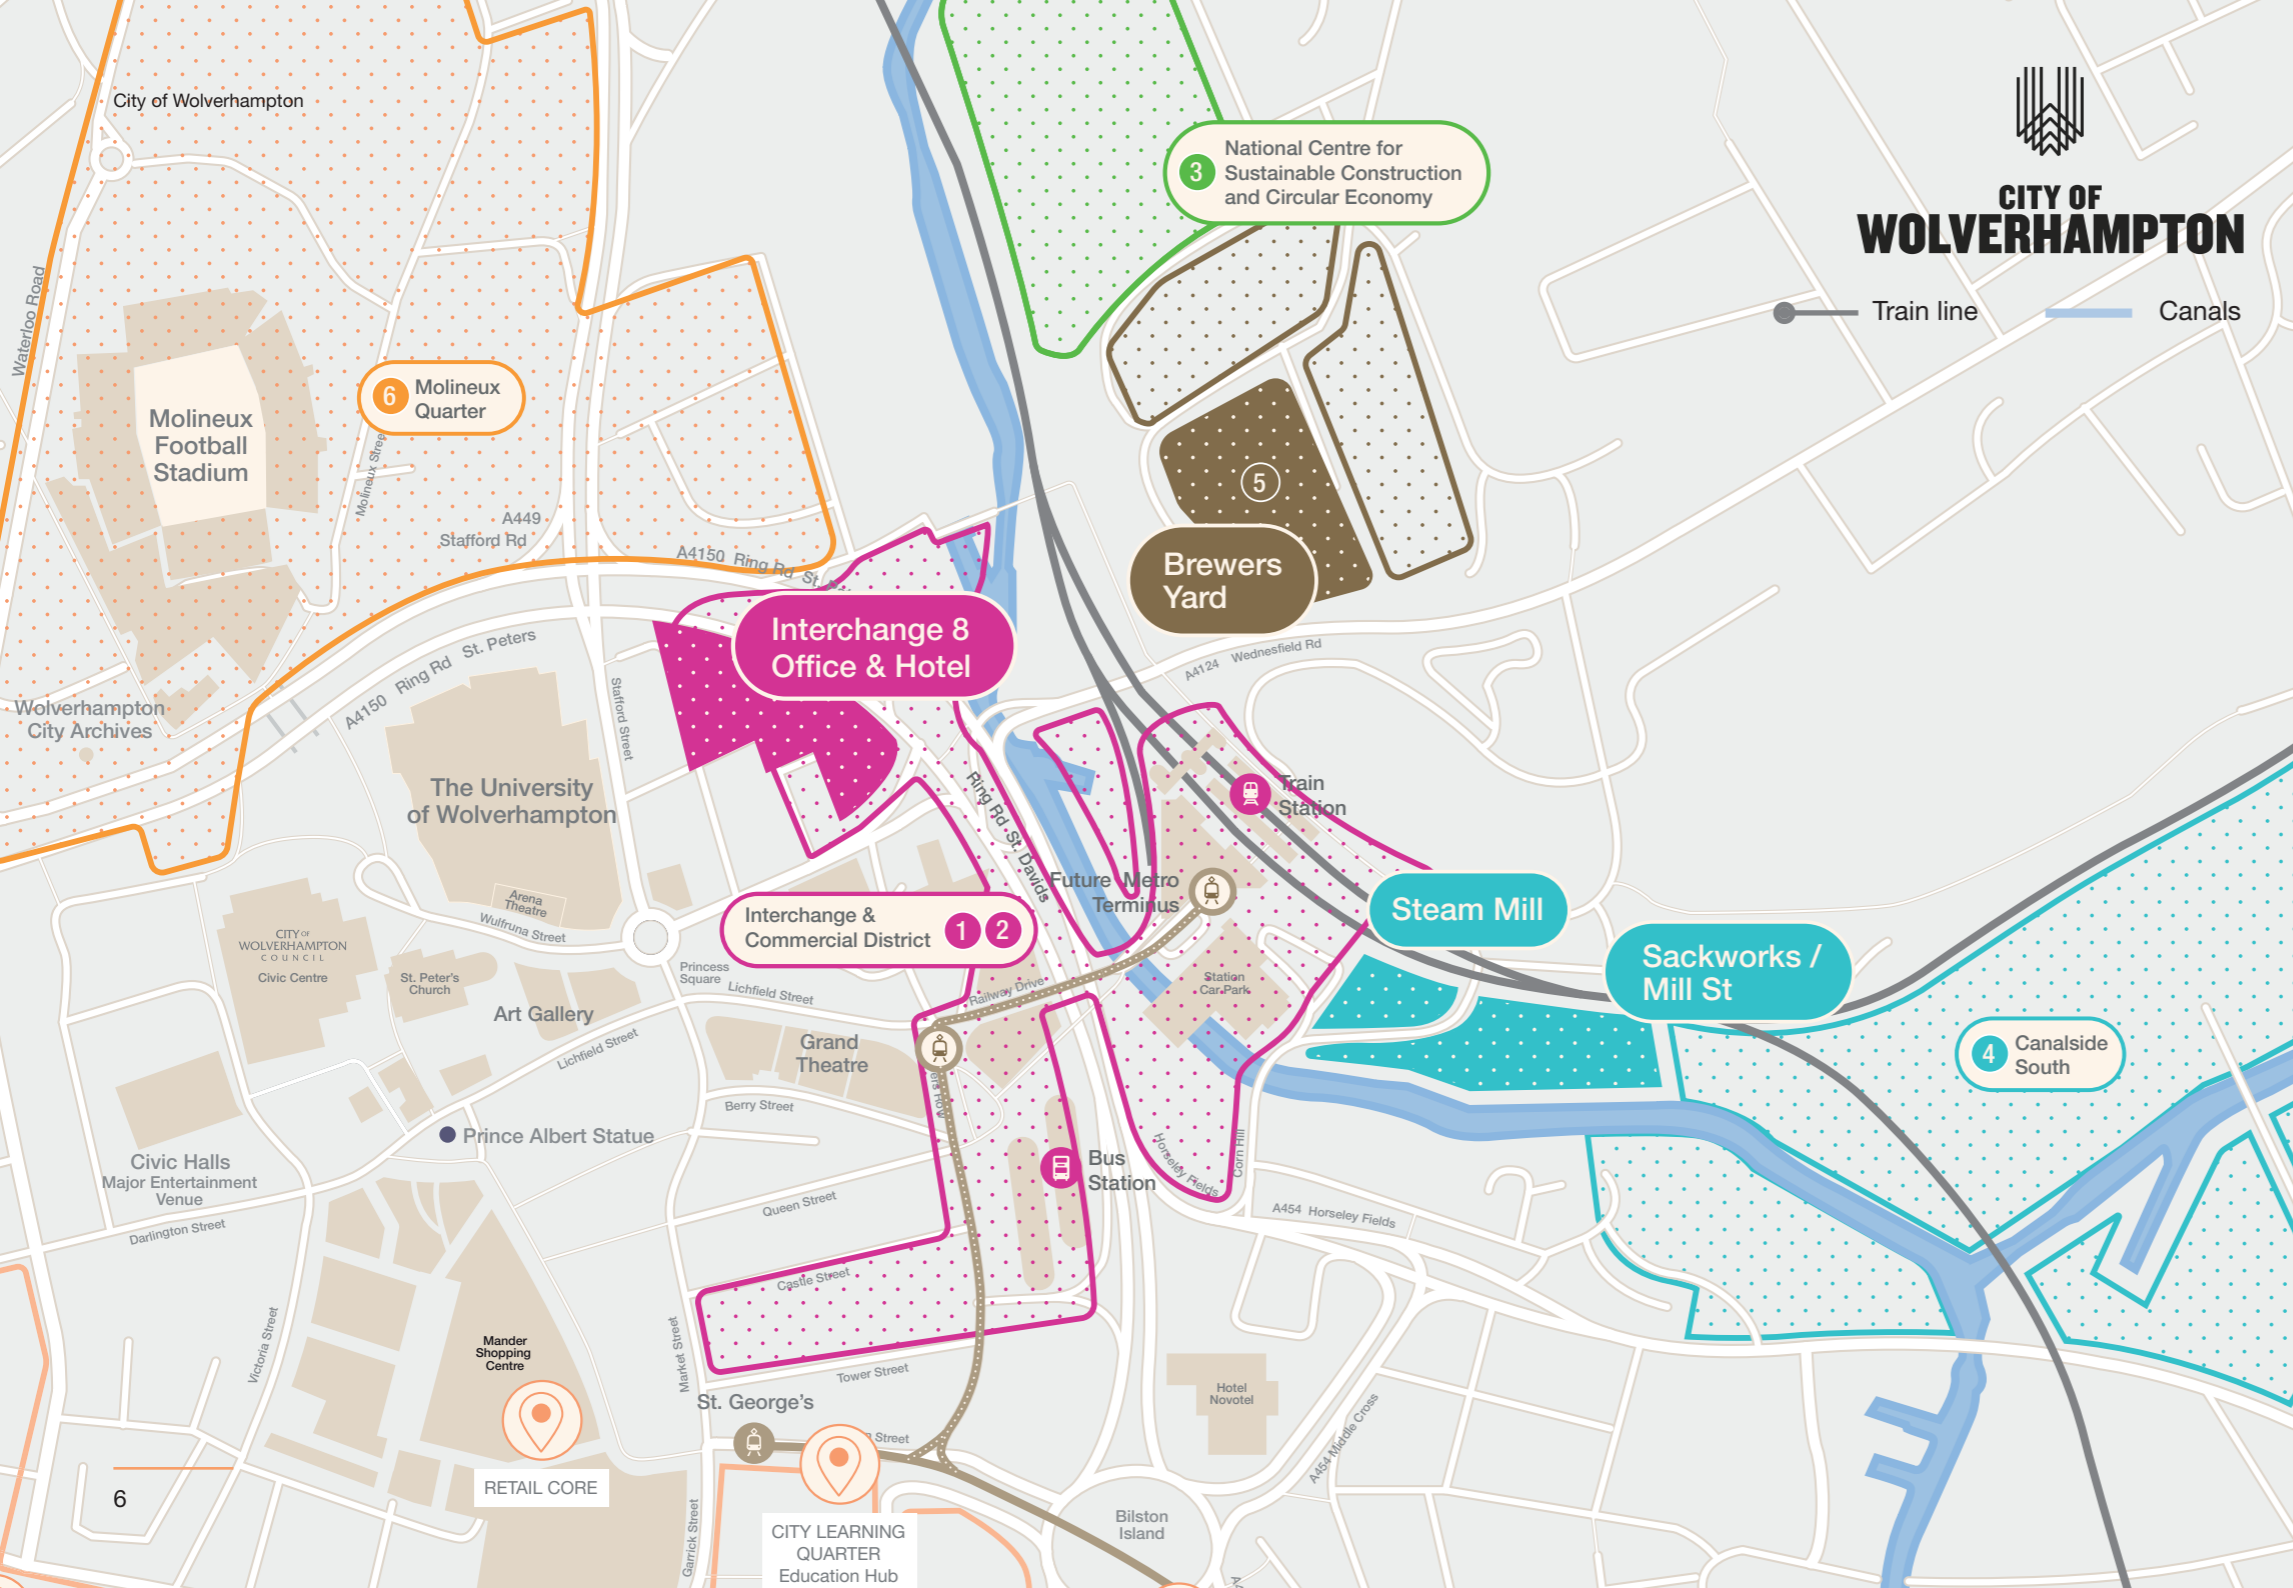 City of Wolverhampton
CITY OF
WOLVERHAMPTON
Train line
Canals
3
National Centre for
Sustainable Construction
and Circular Economy
Waterloo Road
6
Molineux
Quarter
Molineux
Football
Stadium
A449
Stafford Rd
A4150 Ring Rd St.
5
Brewers
Yard
Interchange 8
Office & Hotel
A4150 Ring Rd St. Peters
Stafford Street
A4124 Wednesfield Rd
Wolverhampton
City Archives
The University
of Wolverhampton
Ring Rd St. Davids
Train
Station
Future Metro
Terminus
Arena
Theatre
Wulfruna Street
Interchange &
Commercial District
1
2
Steam Mill
Sackworks /
Mill St
CITY OF
WOLVERHAMPTON
COUNCIL
Civic Centre
St. Peter's
Church
Princess
Square
Lichfield Street
Railway Drive
Station
Car Park
Art Gallery
Lichfield Street
Grand
Theatre
4
Canalside
South
Berry Street
Prince Albert Statue
Bus
Station
Horseley Fields
Corn Hill
Civic Halls
Major Entertainment
Venue
Darlington Street
Queen Street
A454 Horseley Fields
Castle Street
Victoria Street
Market Street
Mander
Shopping
Centre
Tower Street
St. George's
Street
Hotel
Novotel
A454 Middle Cross
RETAIL CORE
6
Garrick Street
CITY LEARNING
QUARTER
Education Hub
Bilston
Island